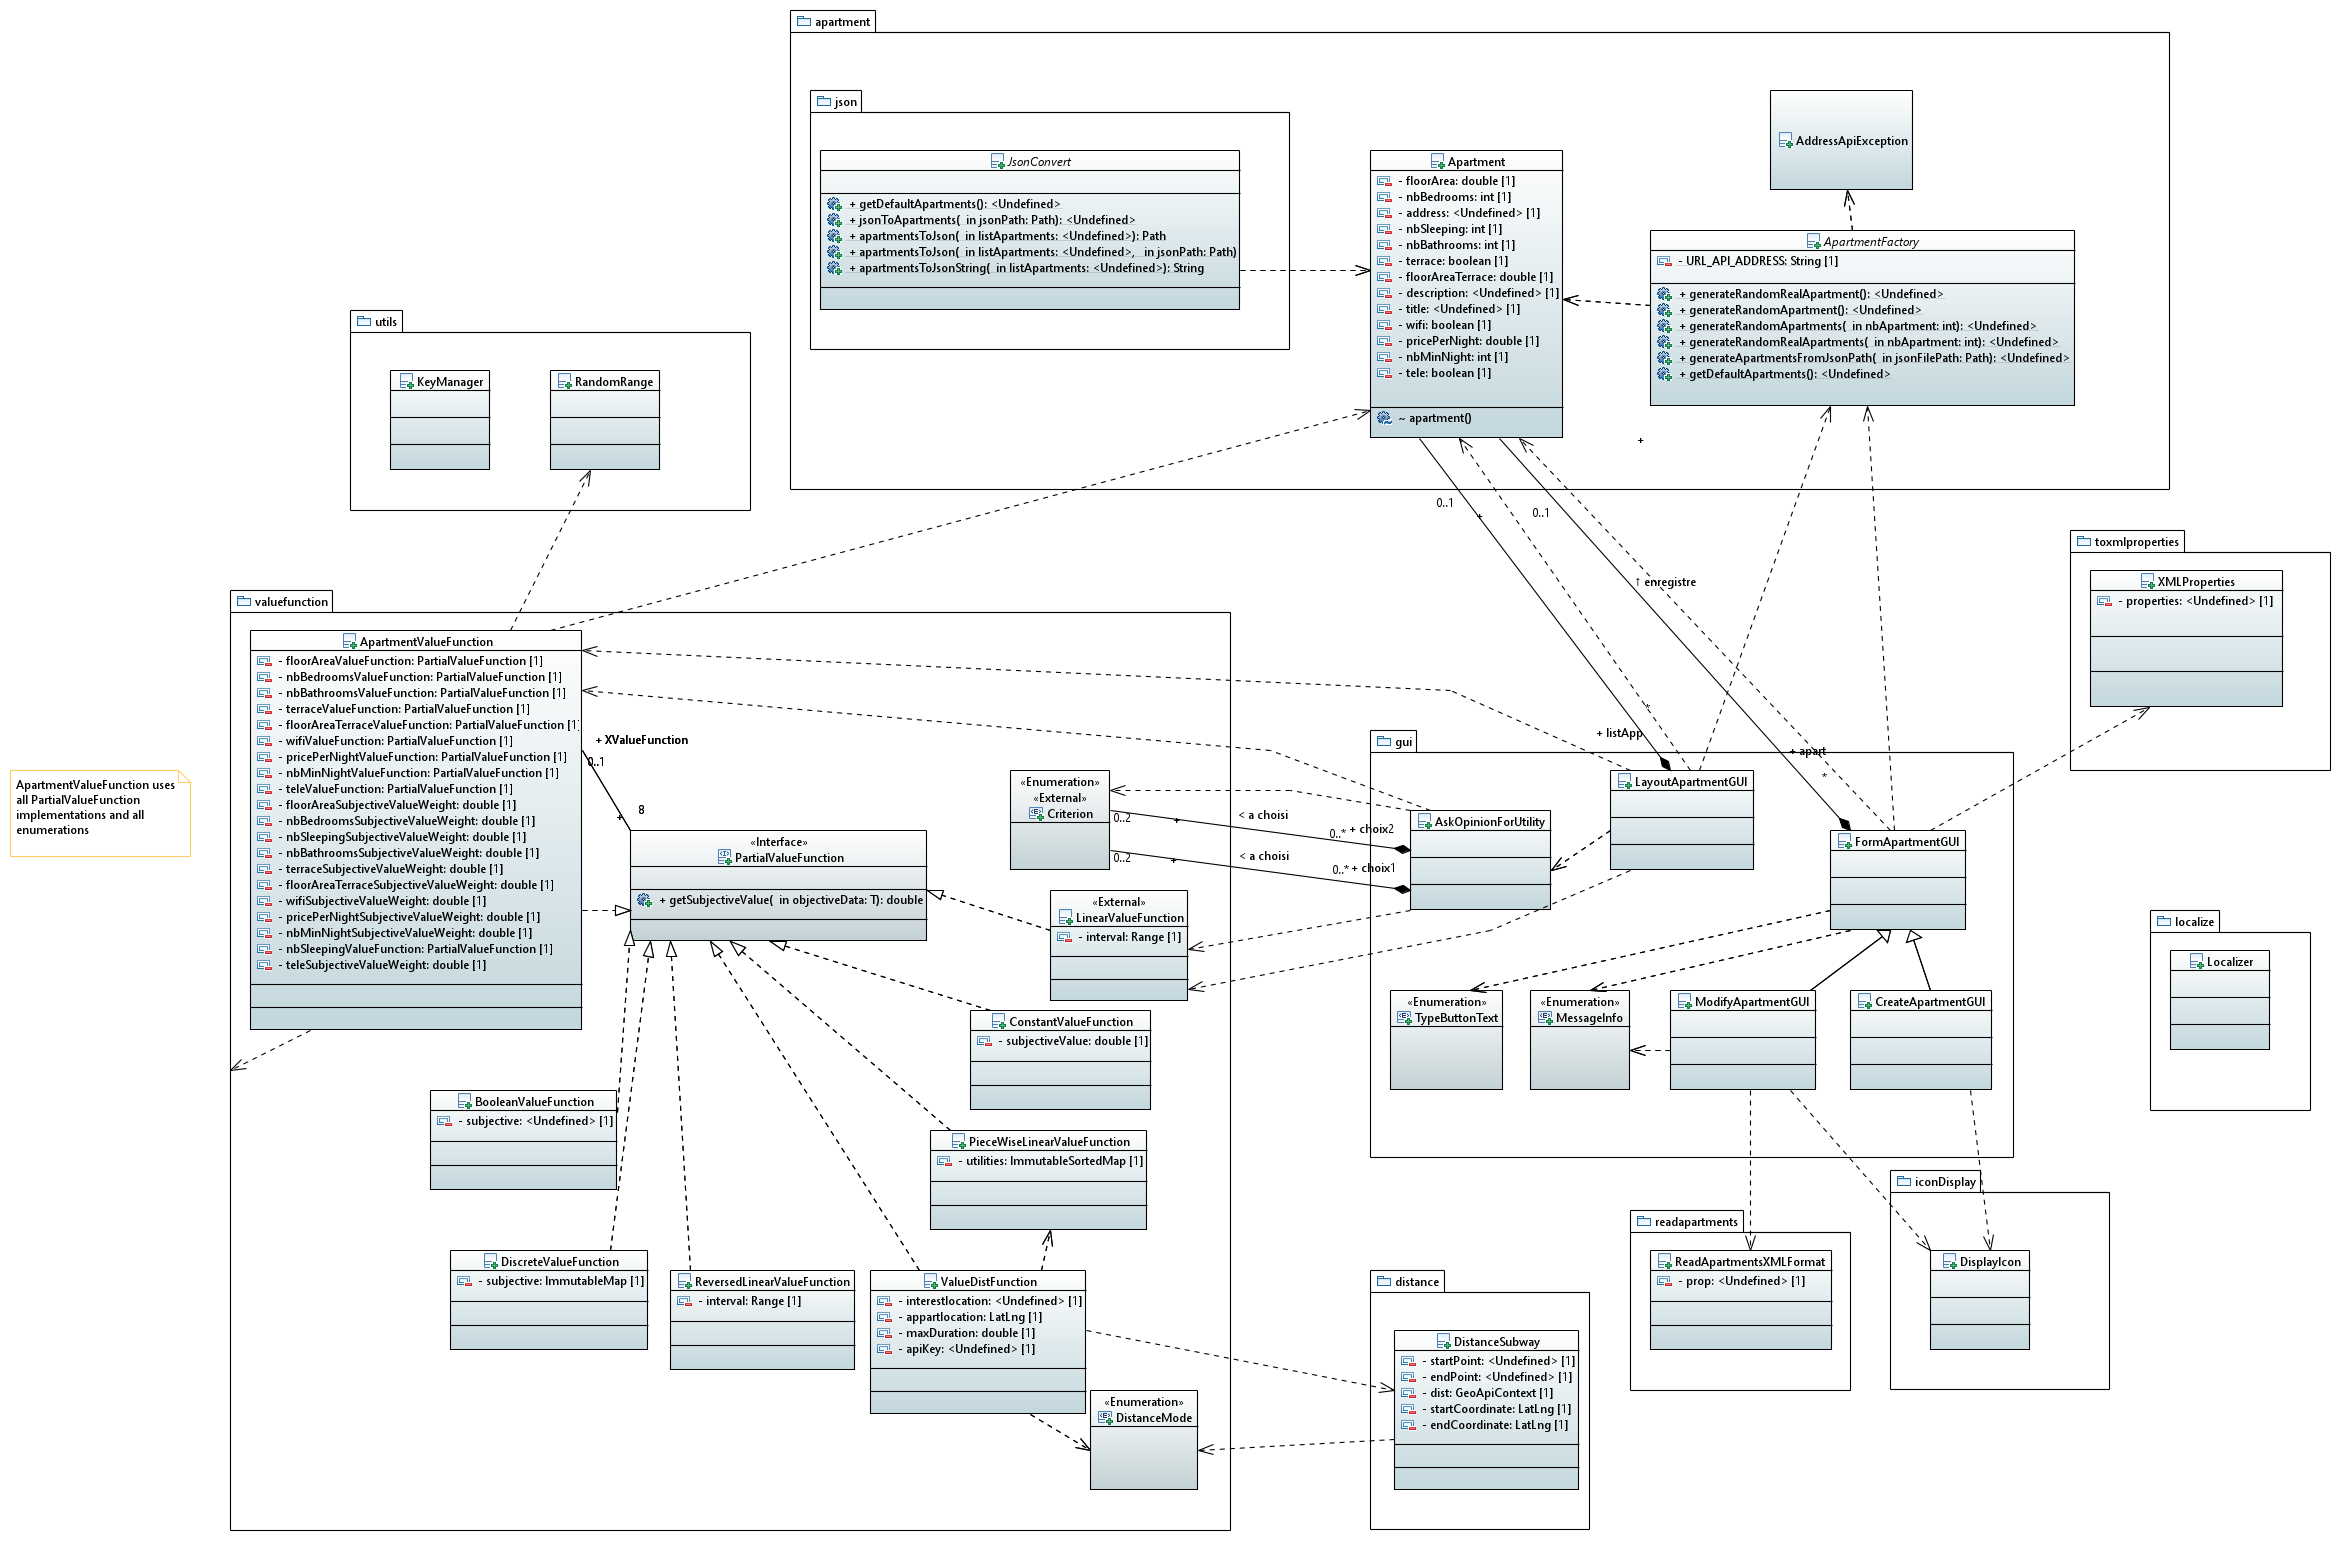 apartment
json
JsonConvert
+ getDefaultApartments(): <Undefined>
+ jsonToApartments(  in jsonPath: Path): <Undefined>
+ apartmentsToJson(  in listApartments: <Undefined>): Path
+ apartmentsToJson(  in listApartments: <Undefined>,   in jsonPath: Path)
+ apartmentsToJsonString(  in listApartments: <Undefined>): String
Apartment
- floorArea: double [1]
- nbBedrooms: int [1]
- address: <Undefined> [1]
- nbSleeping: int [1]
- nbBathrooms: int [1]
- terrace: boolean [1]
- floorAreaTerrace: double [1]
- description: <Undefined> [1]
- title: <Undefined> [1]
- wifi: boolean [1]
- pricePerNight: double [1]
- nbMinNight: int [1]
- tele: boolean [1]
~ apartment()
AddressApiException
ApartmentFactory
- URL_API_ADDRESS: String [1]
+ generateRandomRealApartment(): <Undefined>
+ generateRandomApartment(): <Undefined>
+ generateRandomApartments(  in nbApartment: int): <Undefined>
+ generateRandomRealApartments(  in nbApartment: int): <Undefined>
+ generateApartmentsFromJsonPath(  in jsonFilePath: Path): <Undefined>
+ getDefaultApartments(): <Undefined>
+
utils
KeyManager
RandomRange
0..1
+
0..1
↑ enregistre
*
+ listApp
+ apart
*
toxmlproperties
XMLProperties
- properties: <Undefined> [1]
valuefunction
ApartmentValueFunction
- floorAreaValueFunction: PartialValueFunction [1]
- nbBedroomsValueFunction: PartialValueFunction [1]
- nbBathroomsValueFunction: PartialValueFunction [1]
- terraceValueFunction: PartialValueFunction [1]
- floorAreaTerraceValueFunction: PartialValueFunction [1]
- wifiValueFunction: PartialValueFunction [1]
- pricePerNightValueFunction: PartialValueFunction [1]
- nbMinNightValueFunction: PartialValueFunction [1]
- teleValueFunction: PartialValueFunction [1]
- floorAreaSubjectiveValueWeight: double [1]
- nbBedroomsSubjectiveValueWeight: double [1]
- nbSleepingSubjectiveValueWeight: double [1]
- nbBathroomsSubjectiveValueWeight: double [1]
- terraceSubjectiveValueWeight: double [1]
- floorAreaTerraceSubjectiveValueWeight: double [1]
- wifiSubjectiveValueWeight: double [1]
- pricePerNightSubjectiveValueWeight: double [1]
- nbMinNightSubjectiveValueWeight: double [1]
- nbSleepingValueFunction: PartialValueFunction [1]
- teleSubjectiveValueWeight: double [1]
ApartmentValueFunction uses
all PartialValueFunction
implementations and all
enumerations
+ XValueFunction
0..1
8
+
«Interface»
PartialValueFunction
+ getSubjectiveValue(  in objectiveData: T): double
«Enumeration»
«External»
Criterion
0..2
+
< a choisi
0..*
+ choix2
0..2
+
< a choisi
0..*
+ choix1
«External»
LinearValueFunction
- interval: Range [1]
ConstantValueFunction
- subjectiveValue: double [1]
BooleanValueFunction
- subjective: <Undefined> [1]
PieceWiseLinearValueFunction
- utilities: ImmutableSortedMap [1]
DiscreteValueFunction
- subjective: ImmutableMap [1]
ReversedLinearValueFunction
- interval: Range [1]
ValueDistFunction
- interestlocation: <Undefined> [1]
- appartlocation: LatLng [1]
- maxDuration: double [1]
- apiKey: <Undefined> [1]
«Enumeration»
DistanceMode
gui
LayoutApartmentGUI
AskOpinionForUtility
FormApartmentGUI
«Enumeration»
TypeButtonText
«Enumeration»
MessageInfo
ModifyApartmentGUI
CreateApartmentGUI
localize
Localizer
iconDisplay
DisplayIcon
readapartments
ReadApartmentsXMLFormat
- prop: <Undefined> [1]
distance
DistanceSubway
- startPoint: <Undefined> [1]
- endPoint: <Undefined> [1]
- dist: GeoApiContext [1]
- startCoordinate: LatLng [1]
- endCoordinate: LatLng [1]